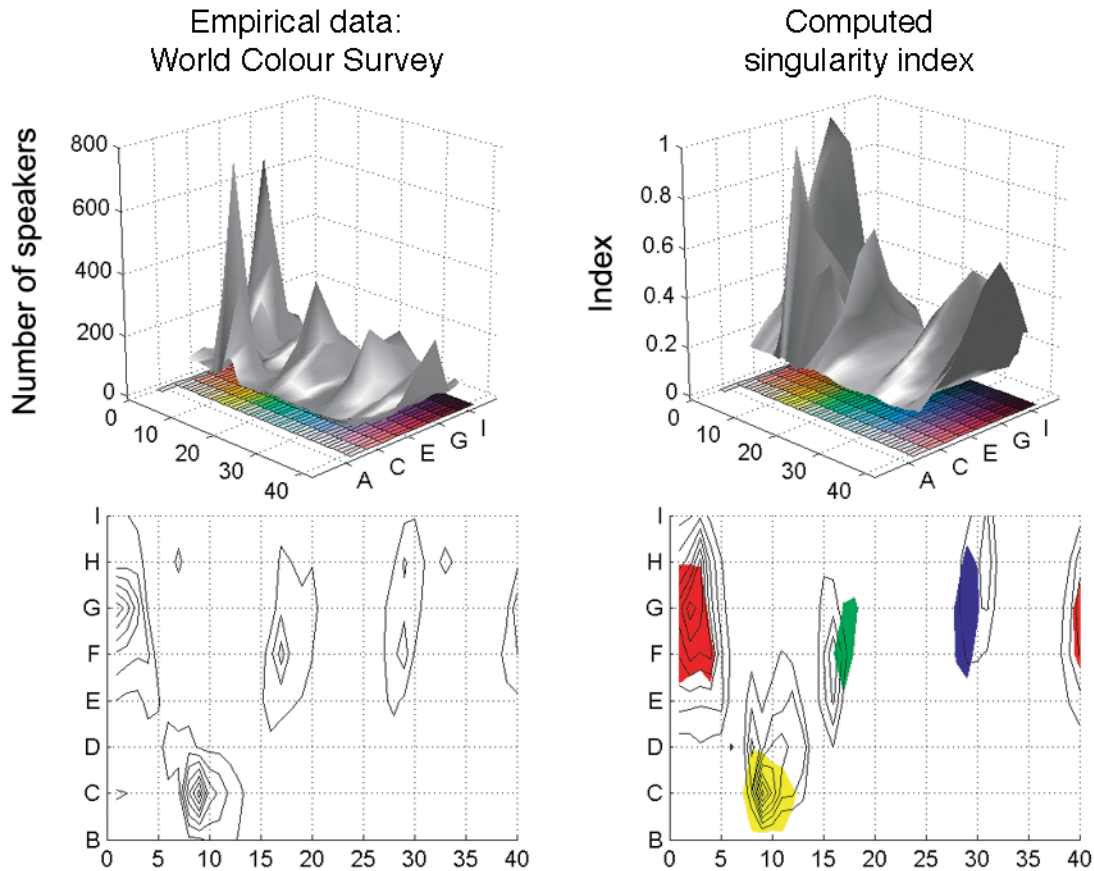 Empirical data:
World Colour Survey
Computed
singularity index
Number of speakers
800
600
400
200
0
0
10
20
30
40
A
C
E
G
I
Index
1
0.8
0.6
0.4
0.2
0
0
10
20
30
40
A
C
E
G
I
I
H
G
F
E
D
C
B
0 5 10 15 20 25 30 35 40
I
H
G
F
E
D
C
B
0 5 10 15 20 25 30 35 40